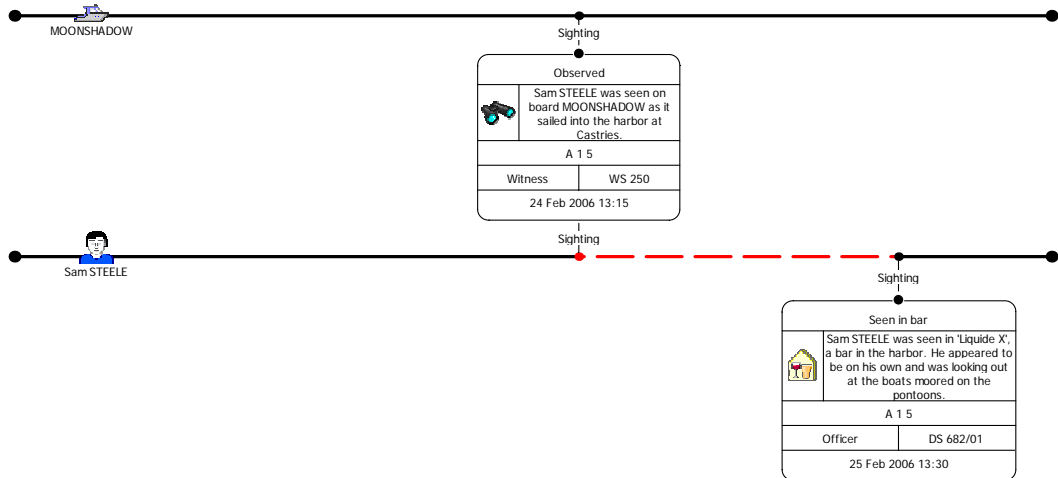 MOONSHADOW
Sighting
Observed
Sam STEELE was seen on
board MOONSHADOW as it
sailed into the harbor at
Castries.
A 1 5
Witness
WS 250
24 Feb 2006 13:15
Sighting
Sam STEELE
Sighting
Seen in bar
Sam STEELE was seen in 'Liquide X',
a bar in the harbor. He appeared to
be on his own and was looking out
at the boats moored on the
pontoons.
A 1 5
Officer
DS 682/01
25 Feb 2006 13:30